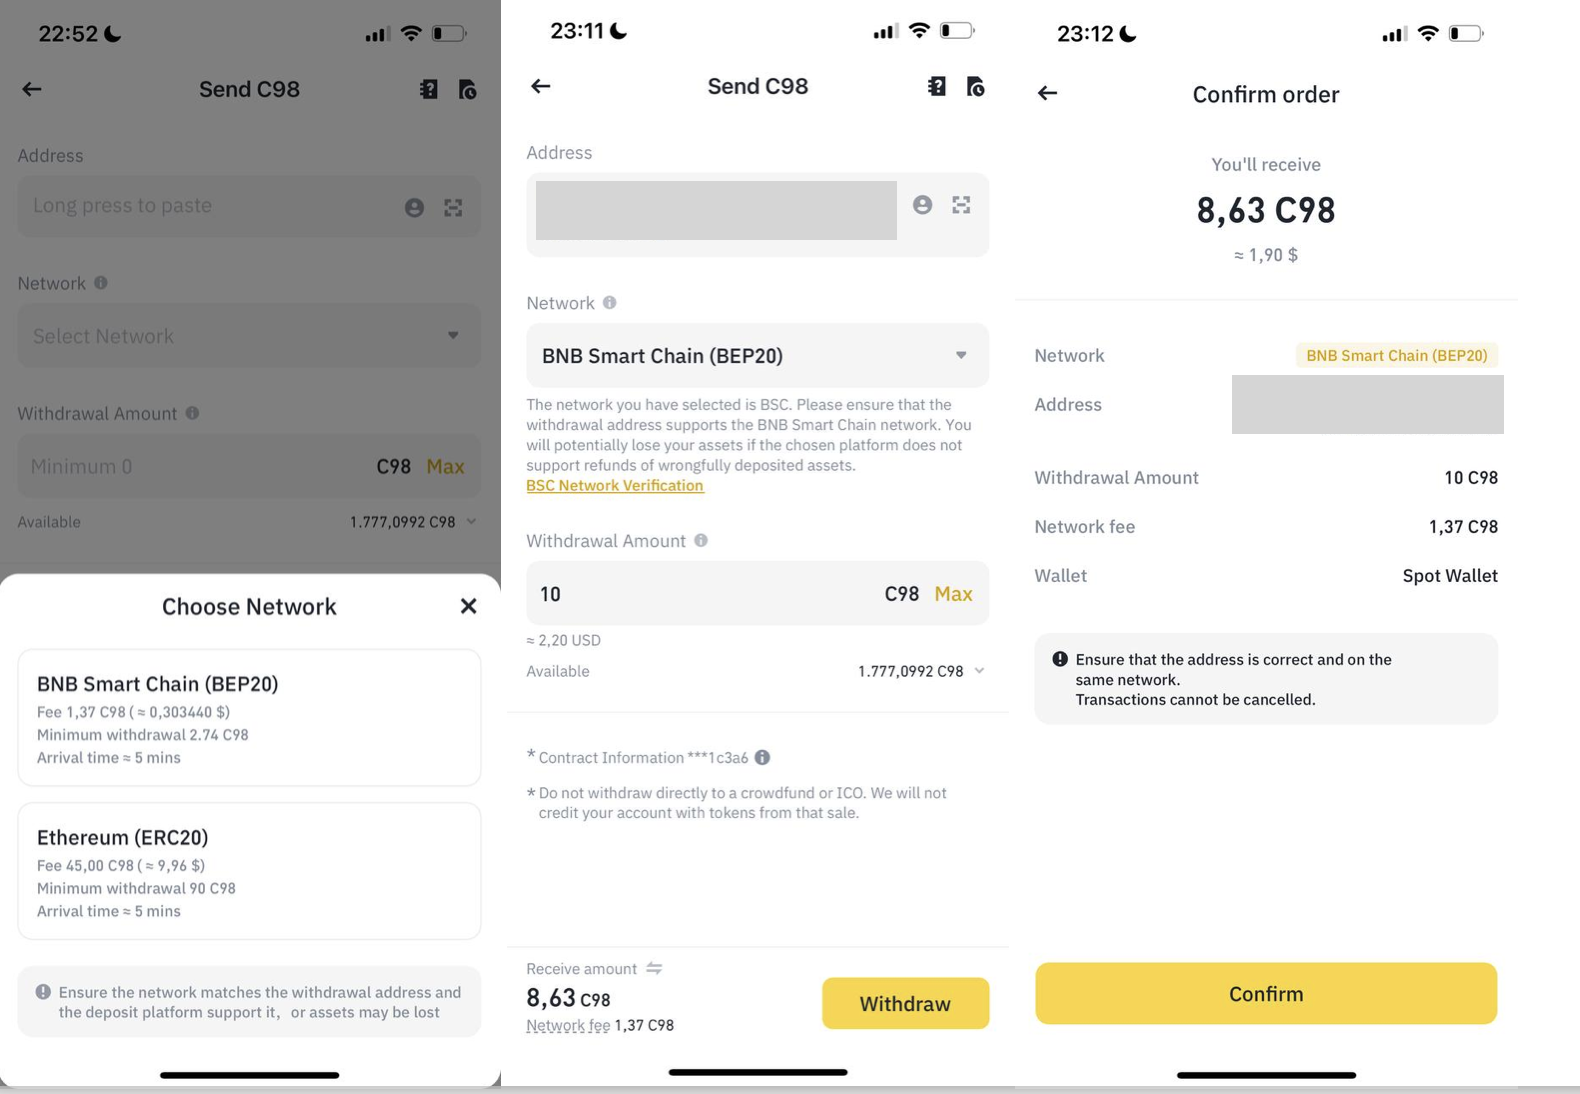 22:52
Send C98
Address
Long press to paste
Network
Select Network
Withdrawal Amount
Minimum 0 C98 Max
Available 1.777,0992 C98
Choose Network
BNB Smart Chain (BEP20)
Fee 1,37 C98 ( ≈ 0,303440 $)
Minimum withdrawal 2.74 C98
Arrival time ≈ 5 mins
Ethereum (ERC20)
Fee 45,00 C98 ( ≈ 9,96 $)
Minimum withdrawal 90 C98
Arrival time ≈ 5 mins
Ensure the network matches the withdrawal address and
the deposit platform support it， or assets may be lost
23:11
Send C98
Address
Network
BNB Smart Chain (BEP20)
The network you have selected is BSC. Please ensure that the
withdrawal address supports the BNB Smart Chain network. You
will potentially lose your assets if the chosen platform does not
support refunds of wrongfully deposited assets.
BSC Network Verification
Withdrawal Amount
10 C98 Max
≈ 2,20 USD
Available 1.777,0992 C98
* Contract Information ***1c3a6
* Do not withdraw directly to a crowdfund or ICO. We will not
credit your account with tokens from that sale.
Receive amount
8,63 C98
Network fee 1,37 C98
Withdraw
23:12
Confirm order
You'll receive
8,63 C98
≈ 1,90 $
Network BNB Smart Chain (BEP20)
Address
Withdrawal Amount 10 C98
Network fee 1,37 C98
Wallet Spot Wallet
Ensure that the address is correct and on the
same network.
Transactions cannot be cancelled.
Confirm